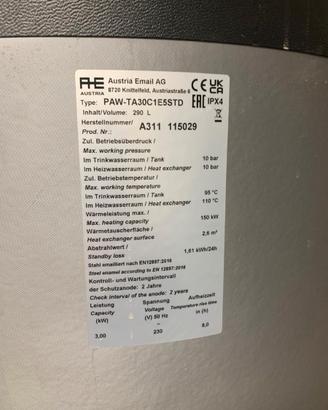 AE
AUSTRIA
Austria Email AG
8720 Knittelfeld, Austriastraße 6
CE UKCA
Type: PAW-TA30C1E5STD
EAC IPX4
Inhalt/Volume: 290 L
Herstellernummer/
Prod. Nr.: A311 115029
Zul. Betriebsüberdruck /
Max. working pressure
Im Trinkwasserraum / Tank 10 bar
Im Heizwasserraum / Heat exchanger 10 bar
Zul. Betriebstemperatur /
Max. working temperature
Im Trinkwasserraum / Tank 95 °C
Im Heizwasserraum / Heat exchanger 110 °C
Wärmeleistung max./
Max. heating capacity 150 kW
Wärmetauscherfläche /
Heat exchanger surface 2,6 m²
Abstrahlwert /
Standby loss 1,61 kWh/24h
Stahl emailliert nach EN12897:2016
Steel enamel according to EN 12897:2016
Kontroll- und Wartungsintervall
der Schutzanode: 2 Jahre
Check interval of the anode: 2 years
Leistung Spannung Aufheizzeit
Capacity Voltage Temperature rise time
(kW) (V) 50 Hz in (h)
~
3,00 230 8,0